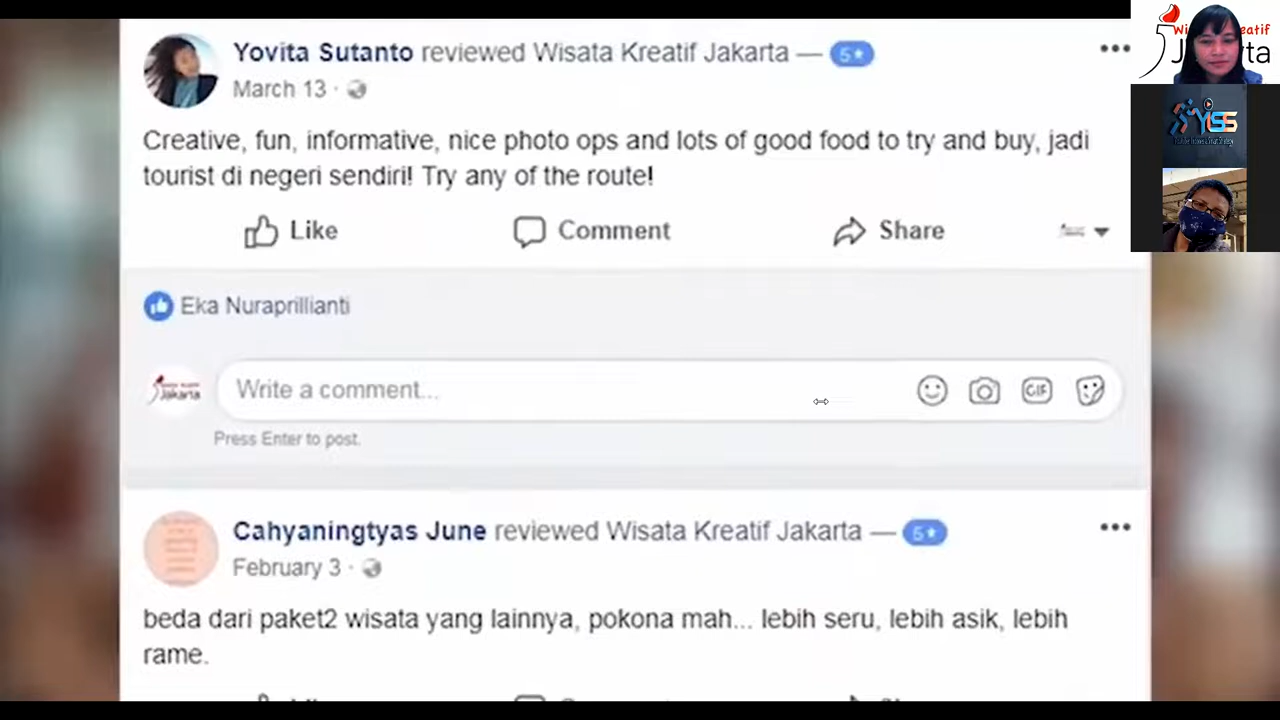 Yovita Sutanto reviewed Wisata Kreatif Jakarta — 5★
March 13 ·
Creative, fun, informative, nice photo ops and lots of good food to try and buy, jadi
tourist di negeri sendiri! Try any of the route!
Like Comment Share
Eka Nuraprillianti
Jakarta
Write a comment...
GIF
Press Enter to post.
Cahyaningtyas June reviewed Wisata Kreatif Jakarta — 5★
February 3 ·
beda dari paket2 wisata yang lainnya, pokona mah... lebih seru, lebih asik, lebih
rame.